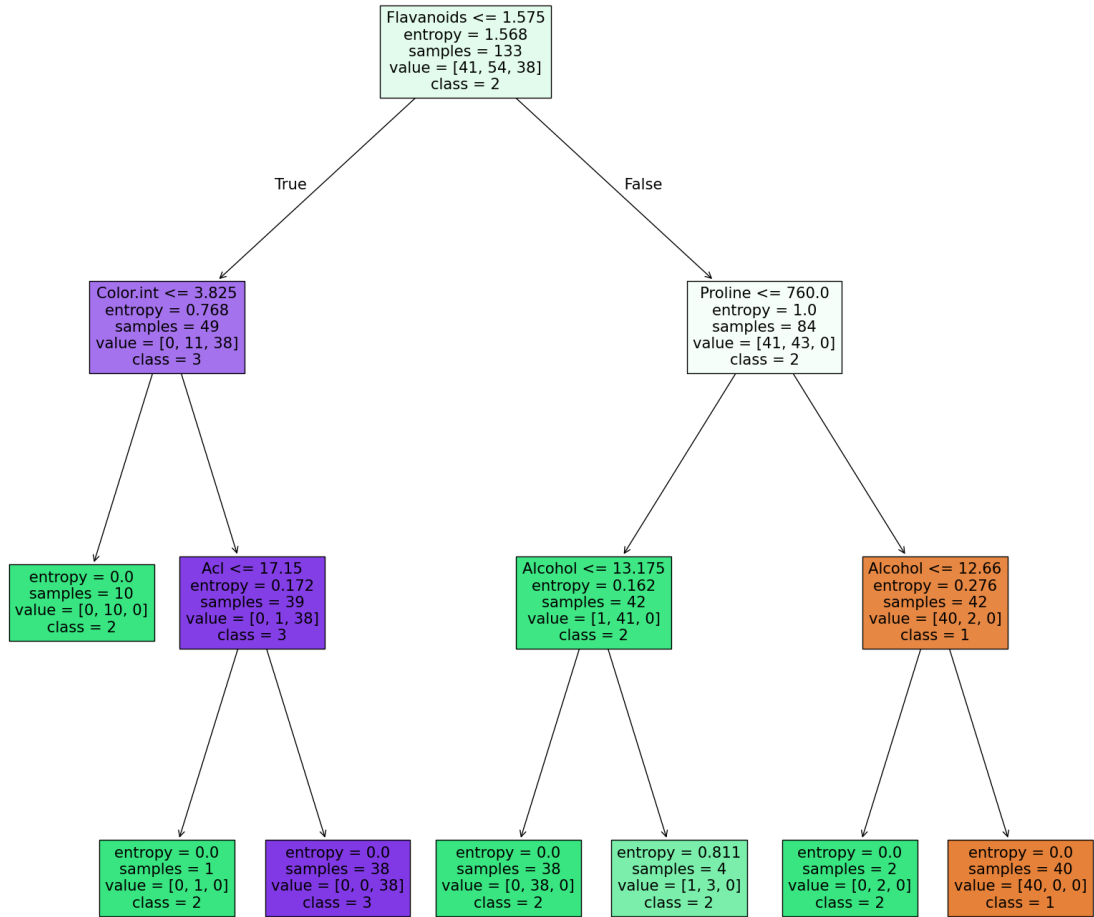 Flavanoids <= 1.575
entropy = 1.568
samples = 133
value = [41, 54, 38]
class = 2
True
False
Color.int <= 3.825
entropy = 0.768
samples = 49
value = [0, 11, 38]
class = 3
Proline <= 760.0
entropy = 1.0
samples = 84
value = [41, 43, 0]
class = 2
entropy = 0.0
samples = 10
value = [0, 10, 0]
class = 2
Acl <= 17.15
entropy = 0.172
samples = 39
value = [0, 1, 38]
class = 3
Alcohol <= 13.175
entropy = 0.162
samples = 42
value = [1, 41, 0]
class = 2
Alcohol <= 12.66
entropy = 0.276
samples = 42
value = [40, 2, 0]
class = 1
entropy = 0.0
samples = 1
value = [0, 1, 0]
class = 2
entropy = 0.0
samples = 38
value = [0, 0, 38]
class = 3
entropy = 0.0
samples = 38
value = [0, 38, 0]
class = 2
entropy = 0.811
samples = 4
value = [1, 3, 0]
class = 2
entropy = 0.0
samples = 2
value = [0, 2, 0]
class = 2
entropy = 0.0
samples = 40
value = [40, 0, 0]
class = 1